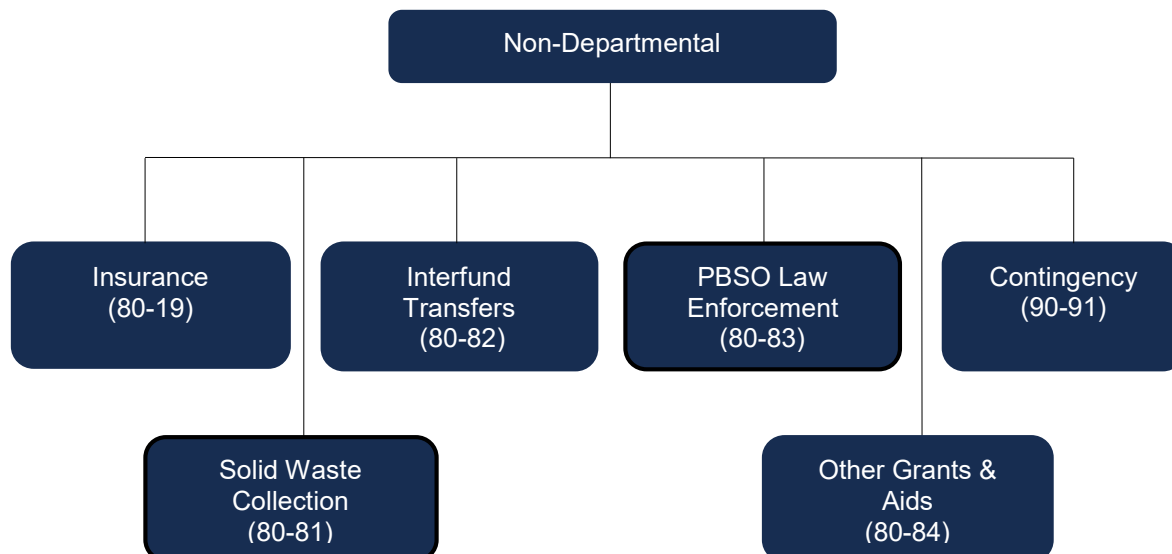 Non-Departmental
Insurance
(80-19)
Interfund
Transfers
(80-82)
PBSO Law
Enforcement
(80-83)
Contingency
(90-91)
Solid Waste
Collection
(80-81)
Other Grants &
Aids
(80-84)